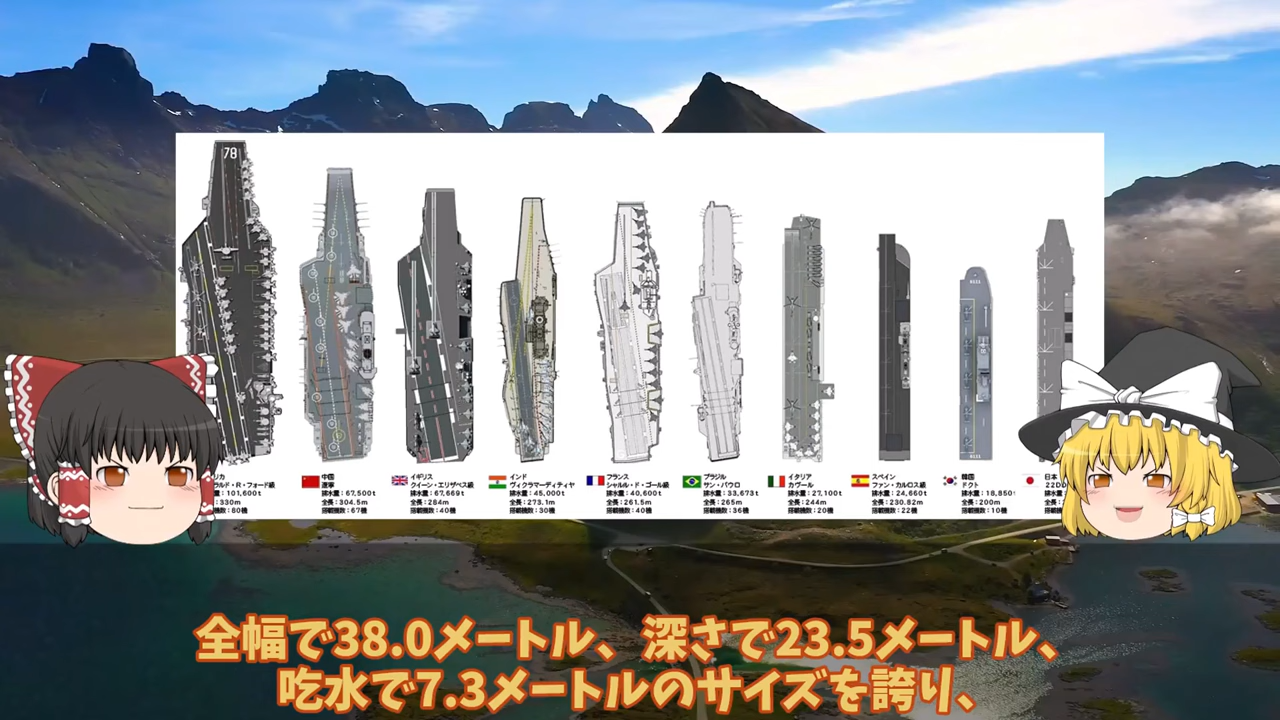 78
中国
遼寧
排水量：67,500t
全長：304.5m
搭載機数：67機
イギリス
クイーン・エリザベス級
排水量：67,669t
全長：284m
搭載機数：40機
インド
ヴィクラマーディティヤ
排水量：45,000t
全長：273.1m
搭載機数：30機
フランス
シャルル・ド・ゴール級
排水量：40,600t
全長：265m
全長：261.5m
搭載機数：40機
ブラジル
サン・パウロ
排水量：33,673t
搭載機数：36機
イタリア
カヴール
排水量：27,100t
全長：244m
搭載機数：20機
スペイン
ファン・カルロス級
排水量：24,660t
全長：230.82m
搭載機数：22機
韓国
ドクト
排水量：18,850
全長：200m
搭載機数：10機
日本
全幅で38.0メートル、深さで23.5メートル、
吃水で7.3メートルのサイズを誇り、